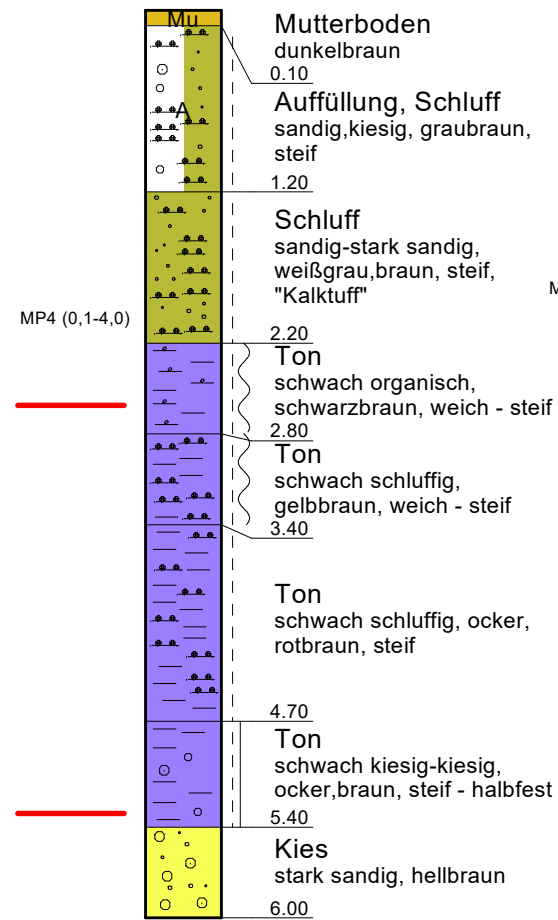 Mu
Mutterboden
dunkelbraun
0.10
A
Auffüllung, Schluff
sandig,kiesig, graubraun,
steif
1.20
Schluff
sandig-stark sandig,
weißgrau,braun, steif,
"Kalktuff"
M
MP4 (0,1-4,0)
2.20
Ton
schwach organisch,
schwarzbraun, weich - steif
2.80
Ton
schwach schluffig,
gelbbraun, weich - steif
3.40
Ton
schwach schluffig, ocker,
rotbraun, steif
4.70
Ton
schwach kiesig-kiesig,
ocker,braun, steif - halbfest
5.40
Kies
stark sandig, hellbraun
6.00